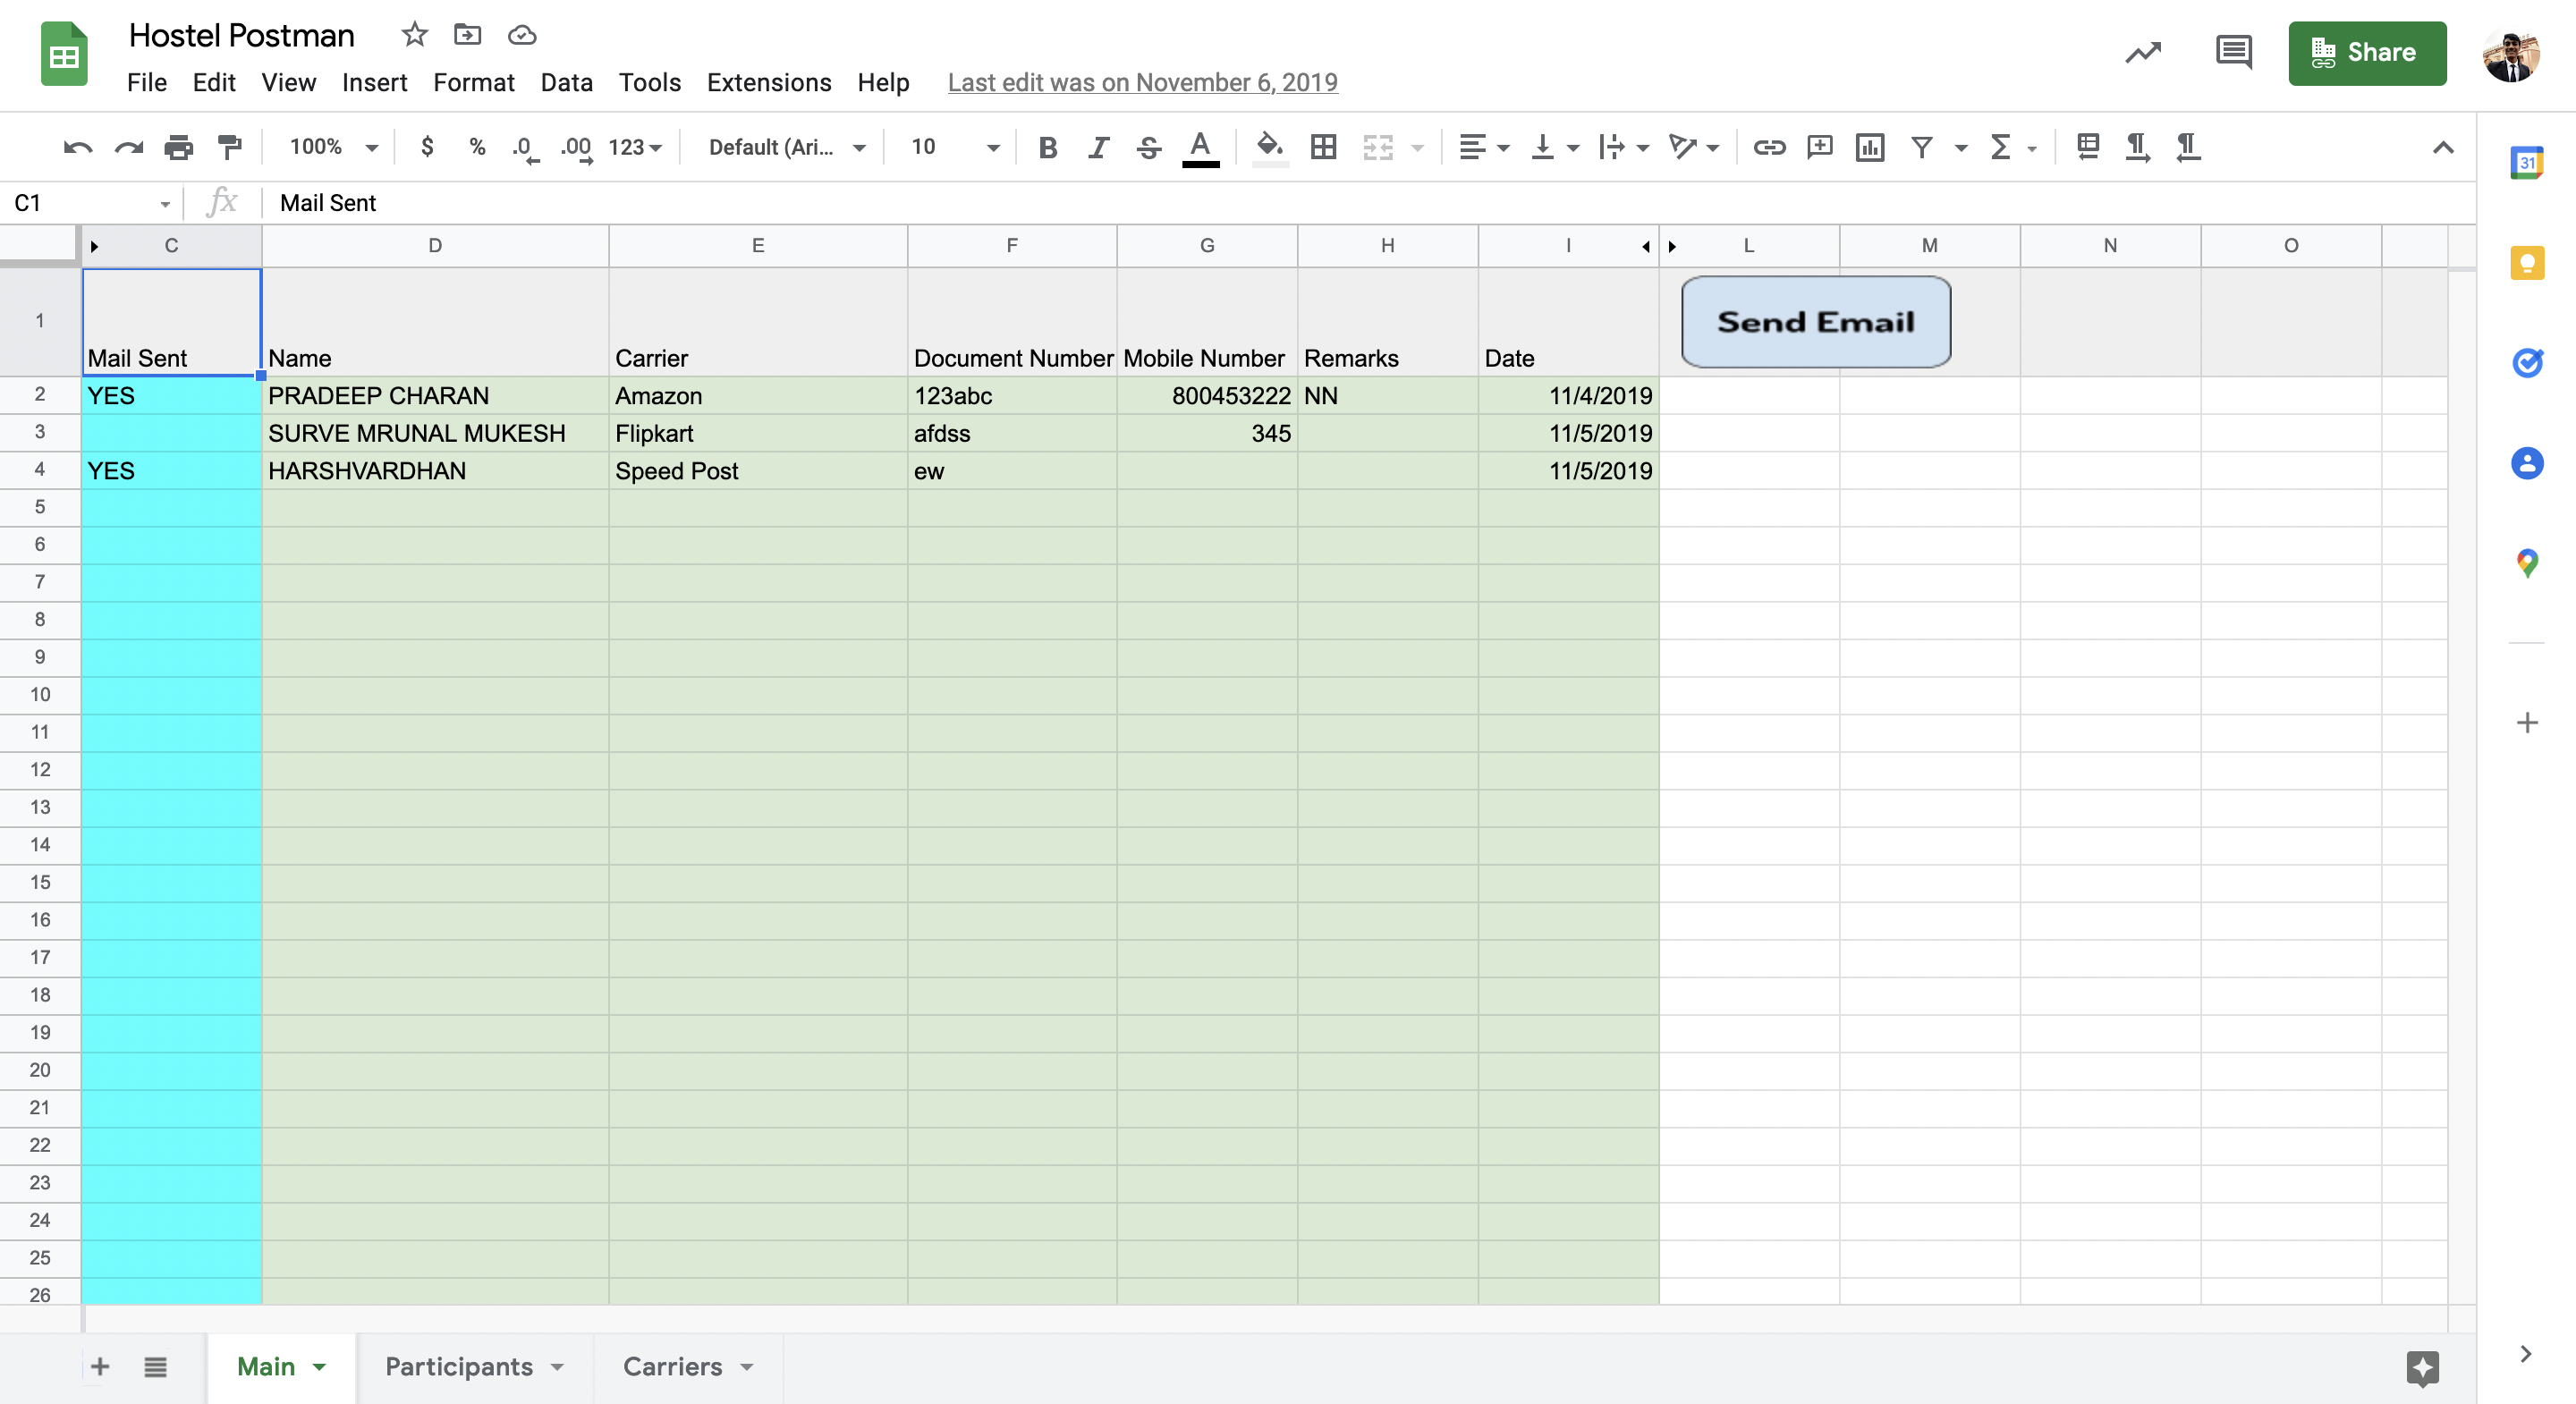 Hostel Postman
File Edit View Insert Format Data Tools Extensions Help Last edit was on November 6, 2019
Share
100% $ % .0 .00 123 Default (Ari... 10 B I S A Σ
31
C1 fx Mail Sent
C D E F G H I L M N O
1 Mail Sent Name Carrier Document Number Mobile Number Remarks Date Send Email
2 YES PRADEEP CHARAN Amazon 123abc 800453222 NN 11/4/2019
3 SURVE MRUNAL MUKESH Flipkart afdss 345 11/5/2019
4 YES HARSHVARDHAN Speed Post ew 11/5/2019
5
6
7
8
9
10
11
12
13
14
15
16
17
18
19
20
21
22
23
24
25
26
Main Participants Carriers